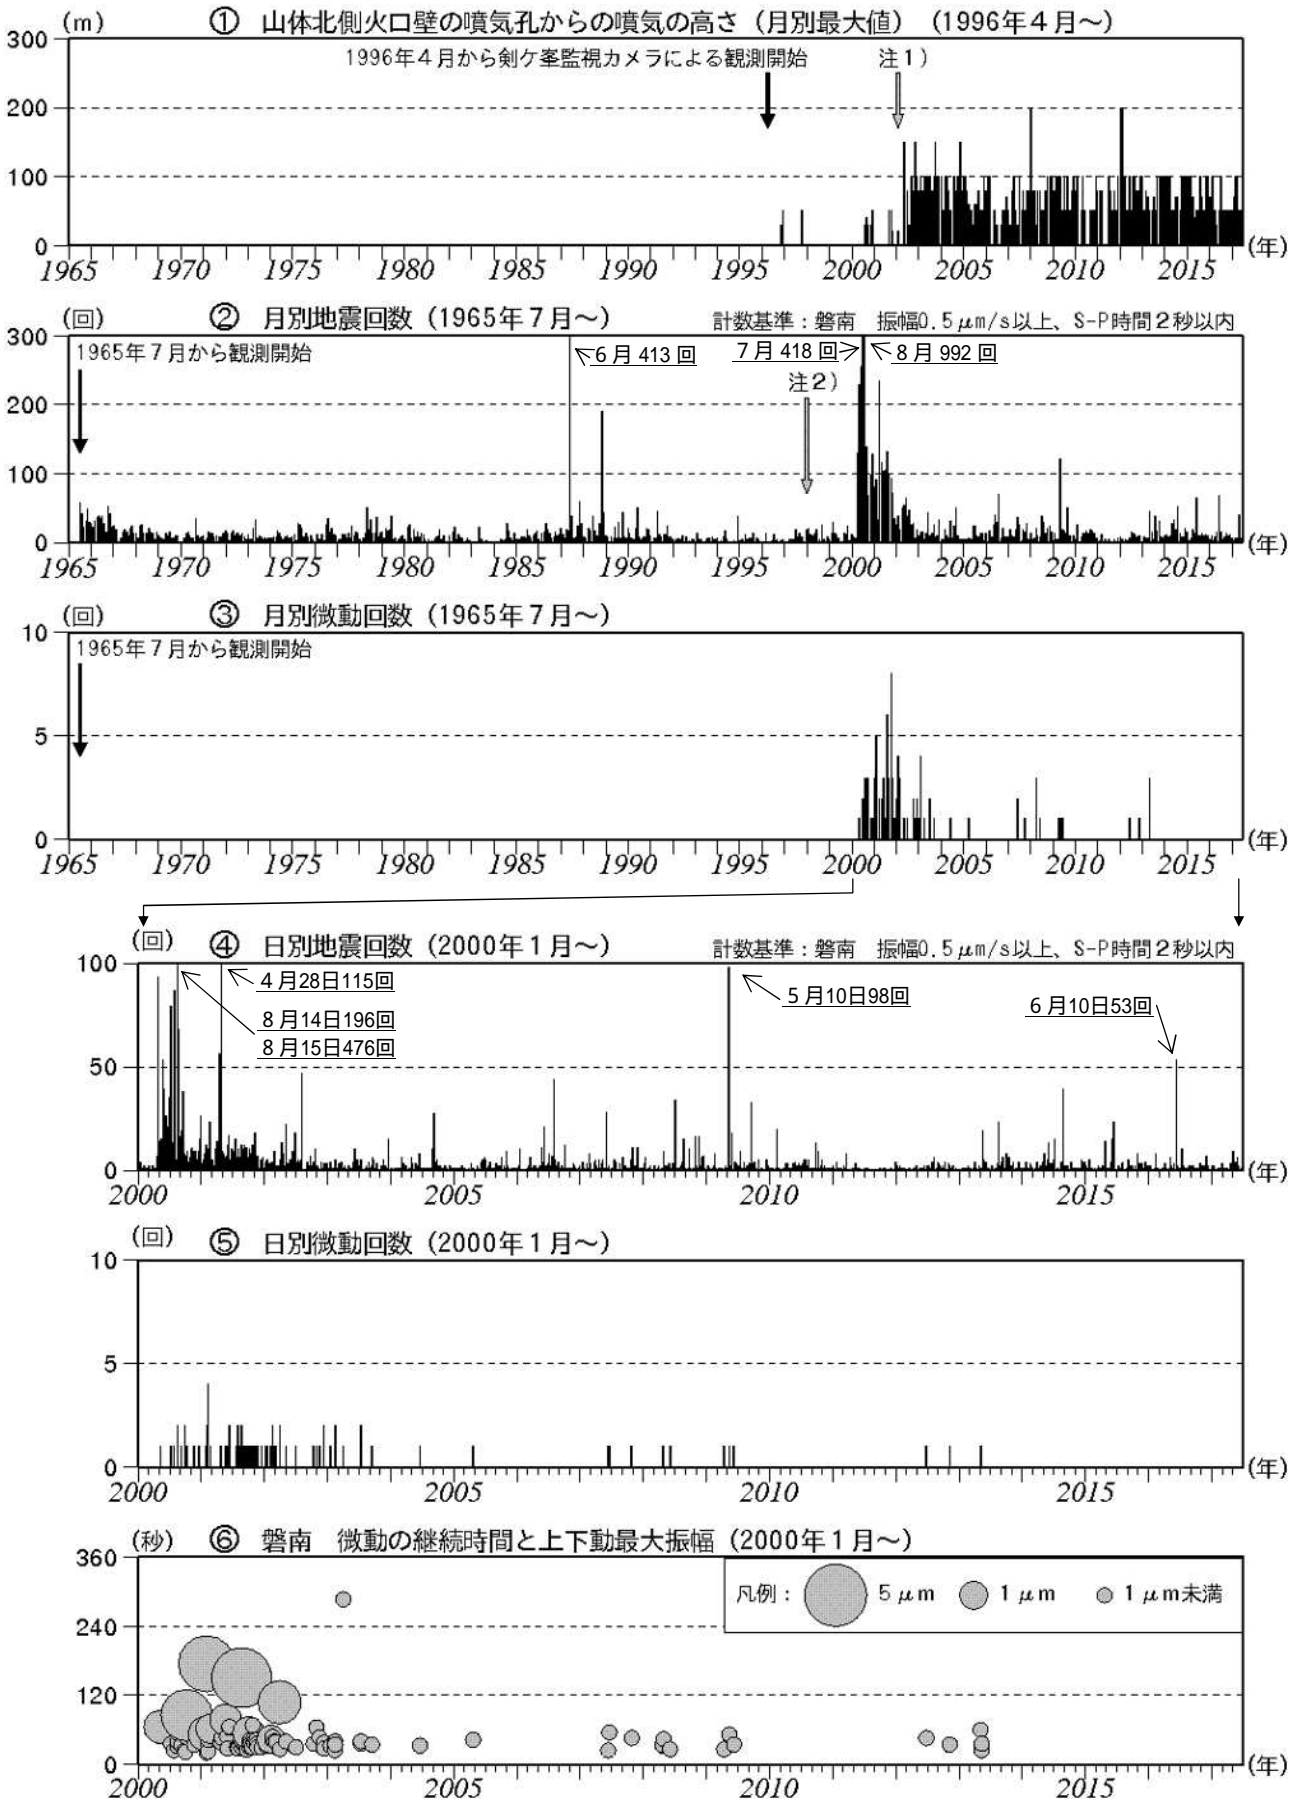 (m) ① 山体北側火口壁の噴気孔からの噴気の高さ（月別最大値）（1996年４月～）
1996年４月から剣ケ峯監視カメラによる観測開始 注１）
300
200
100
0
1965 1970 1975 1980 1985 1990 1995 2000 2005 2010 2015 (年)
(回) ② 月別地震回数（1965年７月～） 計数基準：磐南 振幅0.5μm/s以上、S-P時間２秒以内
1965年７月から観測開始 ６月 413 回 ７月 418 回 ８月 992 回
注２）
300
200
100
0
1965 1970 1975 1980 1985 1990 1995 2000 2005 2010 2015 (年)
(回) ③ 月別微動回数（1965年７月～）
1965年７月から観測開始
10
5
0
1965 1970 1975 1980 1985 1990 1995 2000 2005 2010 2015 (年)
(回) ④ 日別地震回数（2000年１月～） 計数基準：磐南 振幅0.5μm/s以上、S-P時間２秒以内
４月28日115回
８月14日196回
８月15日476回
５月10日98回
６月10日53回
100
50
0
2000 2005 2010 2015 (年)
(回) ⑤ 日別微動回数（2000年１月～）
10
5
0
2000 2005 2010 2015 (年)
(秒) ⑥ 磐南 微動の継続時間と上下動最大振幅（2000年１月～）
凡例： 5 μm 1 μm 1 μm未満
360
240
120
0
2000 2005 2010 2015 (年)